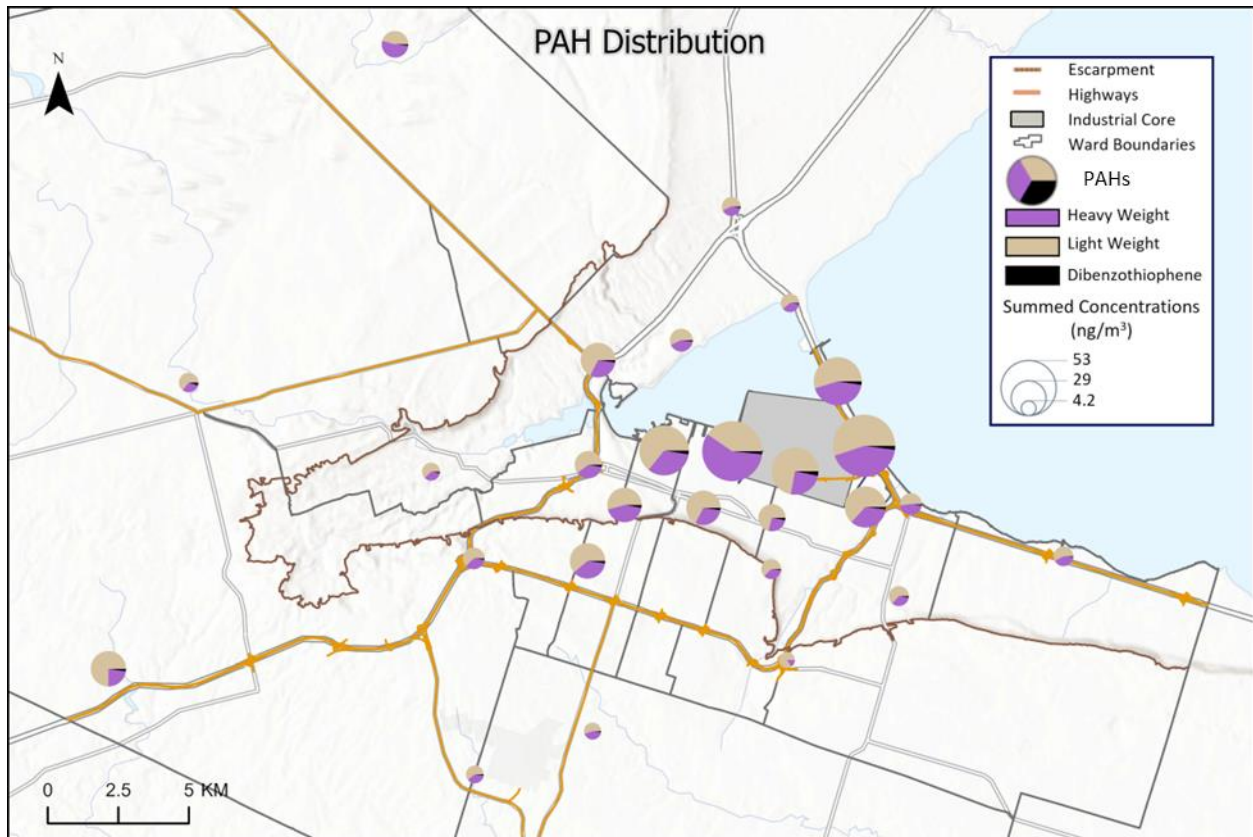 PAH Distribution
N
Escarpment
Highways
Industrial Core
Ward Boundaries
PAHs
Heavy Weight
Light Weight
Dibenzothiophene
Summed Concentrations
(ng/m³)
53
29
4.2
0 2.5 5 KM